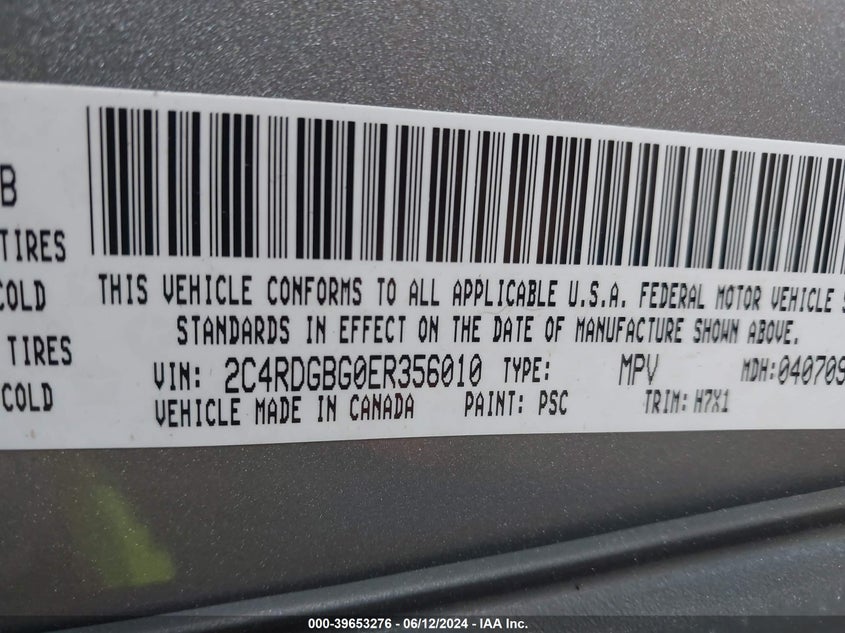 B
TIRES
COLD
TIRES
COLD
THIS VEHICLE CONFORMS TO ALL APPLICABLE U.S.A. FEDERAL MOTOR VEHICLE S
STANDARDS IN EFFECT ON THE DATE OF MANUFACTURE SHOWN ABOVE.
VIN: 2C4RDGBG0ER356010 TYPE: MPV MDH:040709
VEHICLE MADE IN CANADA PAINT: PSC TRIM: H7X1
000-39653276 - 06/12/2024 - IAA Inc.